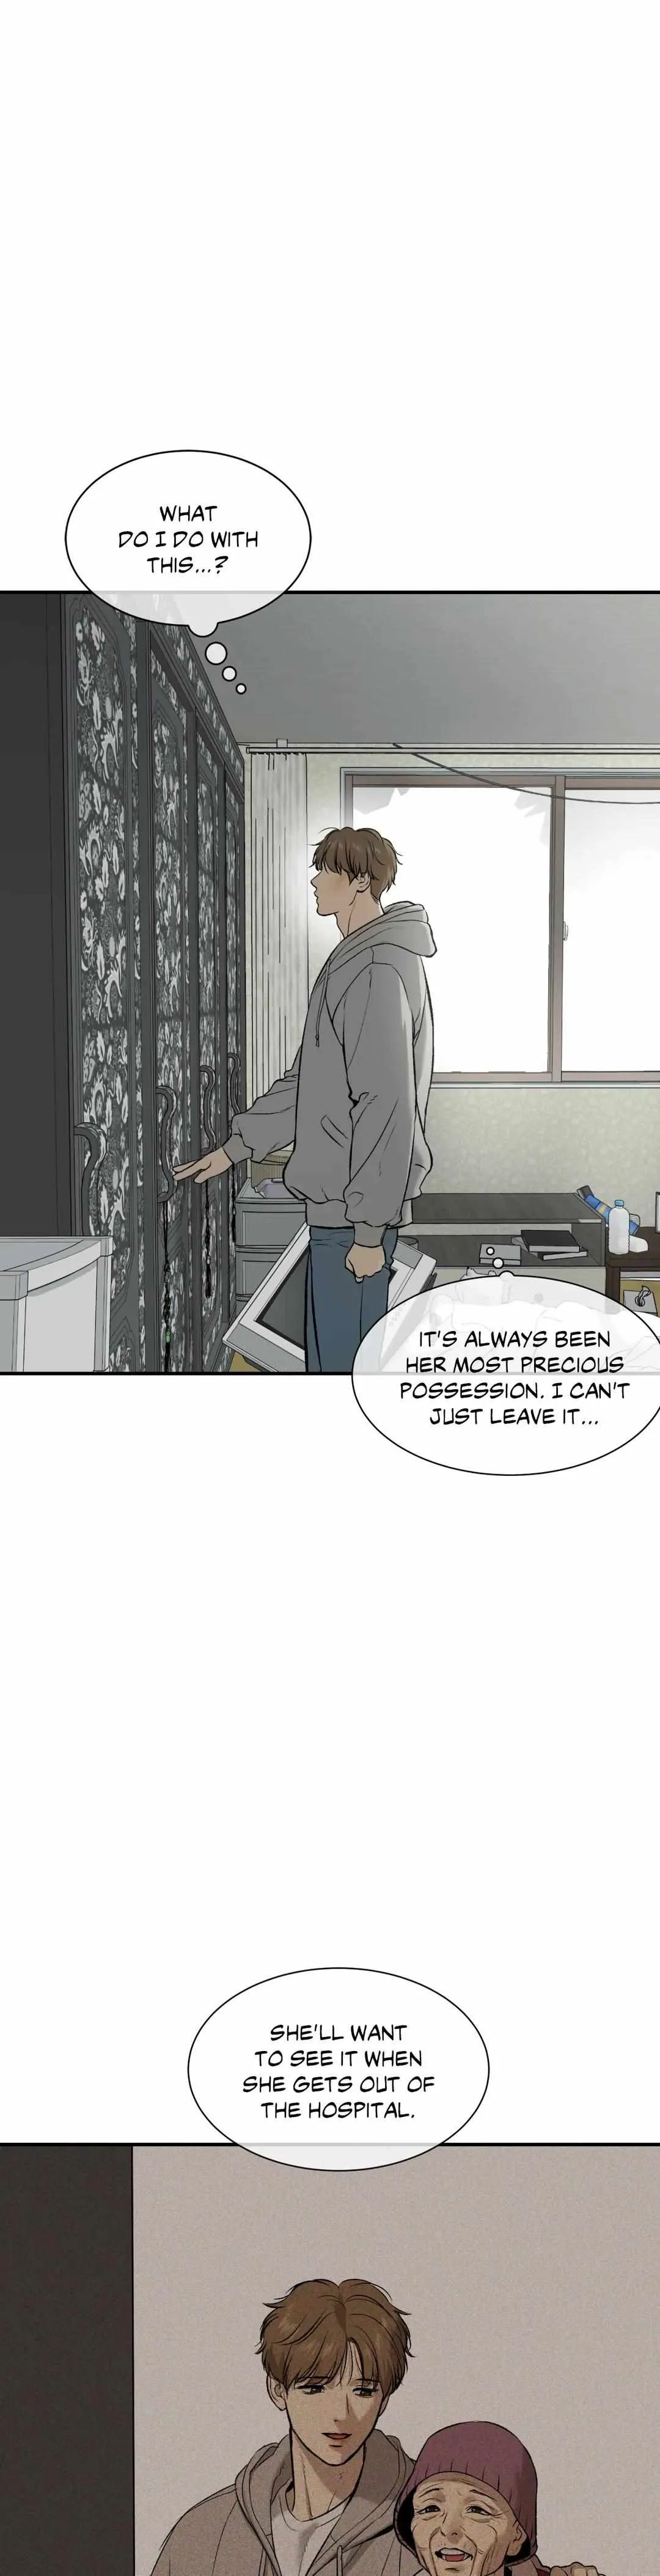 WHAT
DO I DO WITH
THIS...?
IT'S ALWAYS BEEN
HER MOST PRECIOUS
POSSESSION. I CAN'T
JUST LEAVE IT...
SHE'LL WANT
TO SEE IT WHEN
SHE GETS OUT OF
THE HOSPITAL.